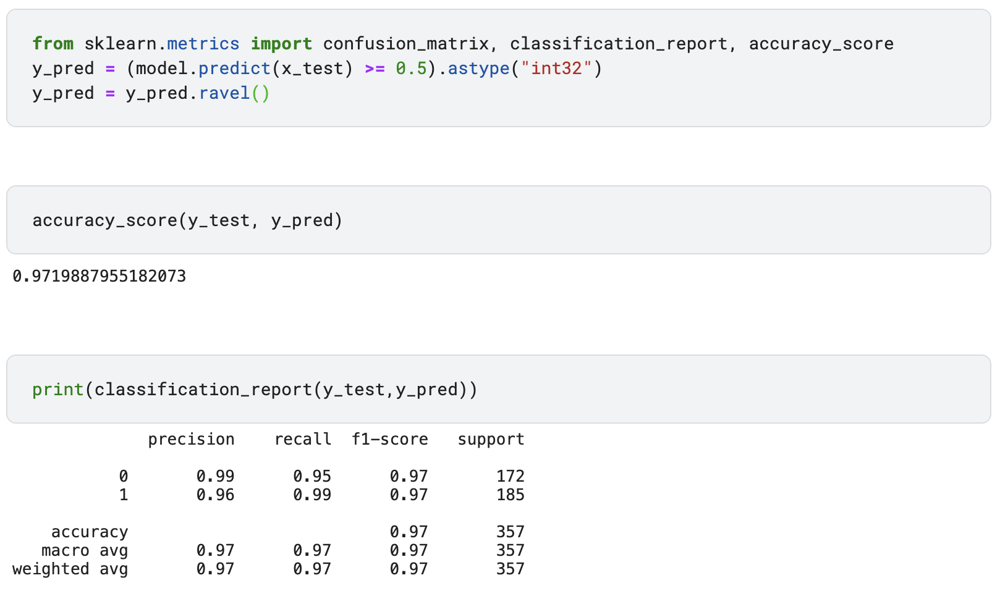 from sklearn.metrics import confusion_matrix, classification_report, accuracy_score
y_pred = (model.predict(x_test) >= 0.5).astype("int32")
y_pred = y_pred.ravel()
accuracy_score(y_test, y_pred)
0.9719887955182073
print(classification_report(y_test,y_pred))
precision recall f1-score support
0 0.99 0.95 0.97 172
1 0.96 0.99 0.97 185
accuracy 0.97 357
macro avg 0.97 0.97 0.97 357
weighted avg 0.97 0.97 0.97 357